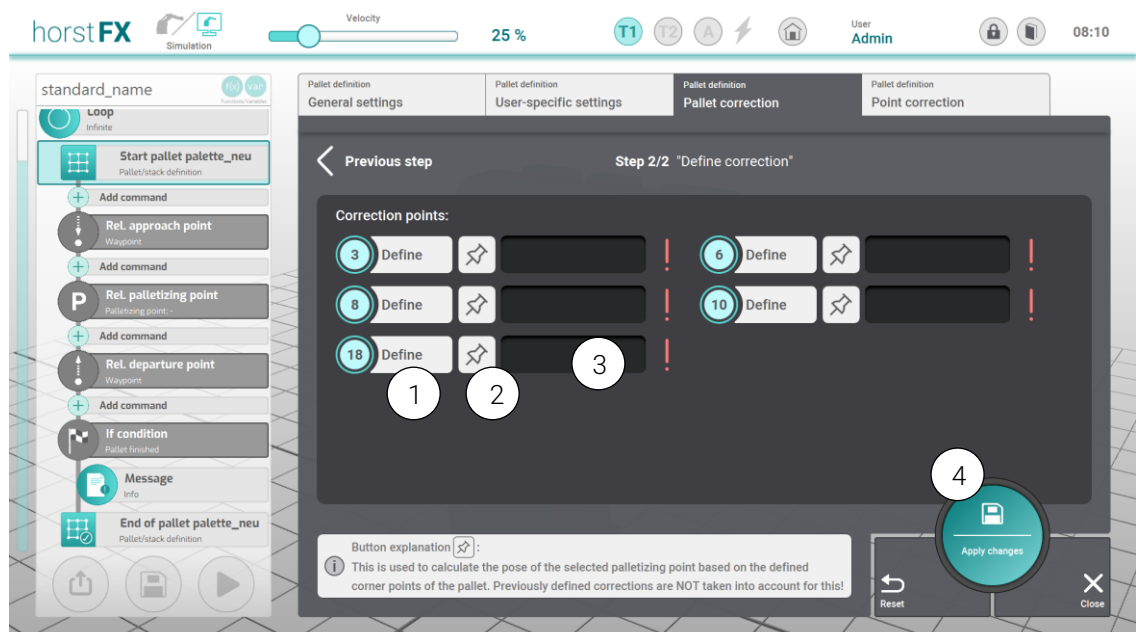 horstFX
Simulation
Velocity
25 %
T1
T2
A
User
Admin
08:10
standard_name
f(x) var
Functions/Variables
Loop
Infinite
Start pallet palette_neu
Pallet/stack definition
Add command
Rel. approach point
Waypoint
Add command
Rel. palletizing point
Palletizing point: -
P
Add command
Rel. departure point
Waypoint
Add command
If condition
Pallet finished
Message
Info
End of pallet palette_neu
Pallet/stack definition
Pallet definition
General settings
Pallet definition
User-specific settings
Pallet definition
Pallet correction
Pallet definition
Point correction
Previous step
Step 2/2 "Define correction"
Correction points:
3 Define !
6 Define !
8 Define !
10 Define !
18 Define !
1
2
3
4
Button explanation :
This is used to calculate the pose of the selected palletizing point based on the defined
corner points of the pallet. Previously defined corrections are NOT taken into account for this!
Apply changes
Reset
Close